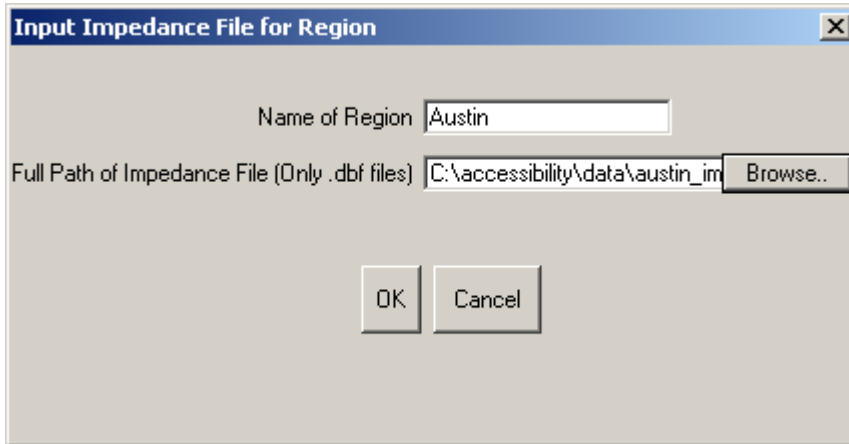 Input Impedance File for Region
Name of Region Austin
Full Path of Impedance File (Only .dbf files) C:\accessibility\data\austin_im Browse..
OK Cancel